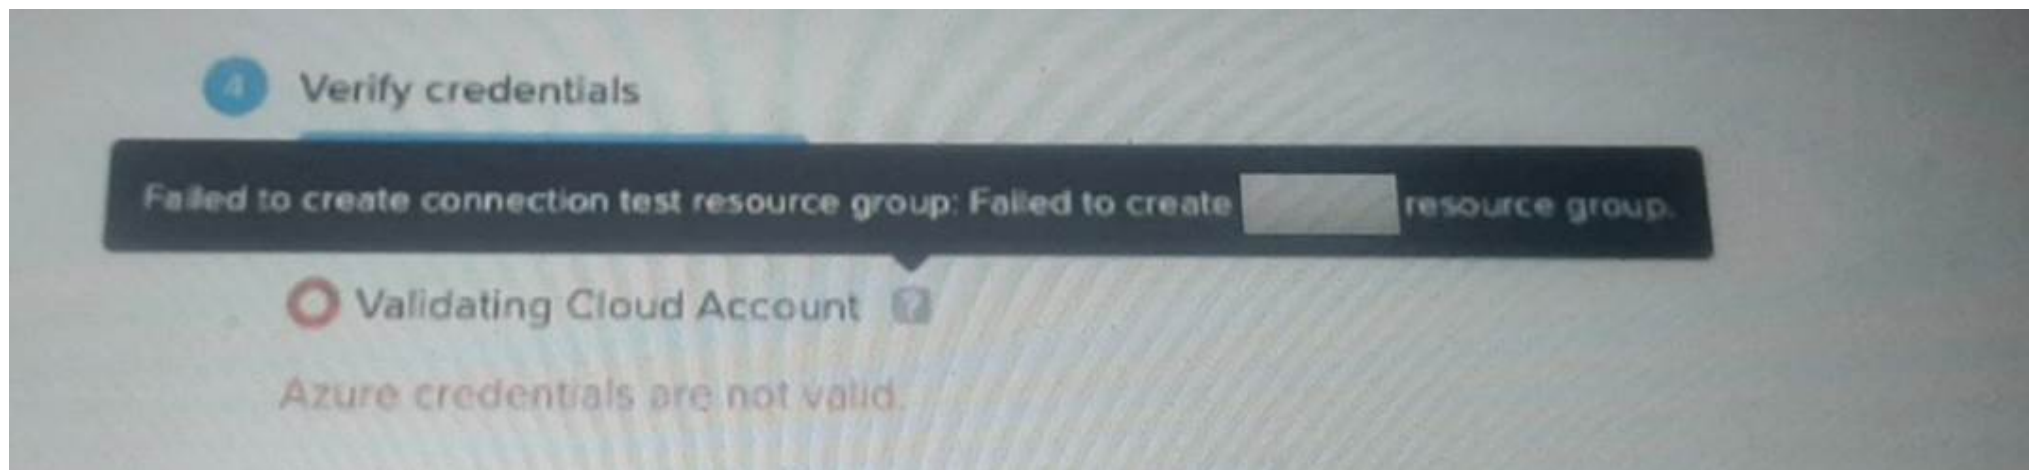 4 Verify credentials
Failed to create connection test resource group: Failed to create resource group.
Validating Cloud Account ?
Azure credentials are not valid.